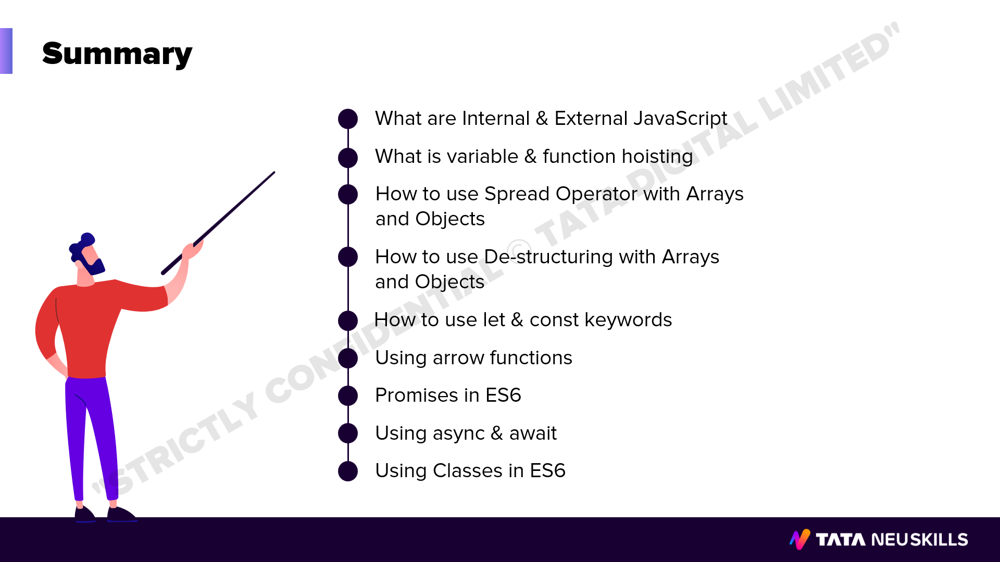 Summary
What are Internal & External JavaScript
What is variable & function hoisting
How to use Spread Operator with Arrays
and Objects
How to use De-structuring with Arrays
and Objects
How to use let & const keywords
Using arrow functions
Promises in ES6
Using async & await
Using Classes in ES6
"STRICTLY CONFIDENTIAL © TATA DIGITAL LIMITED"
TATA NEUSKILLS